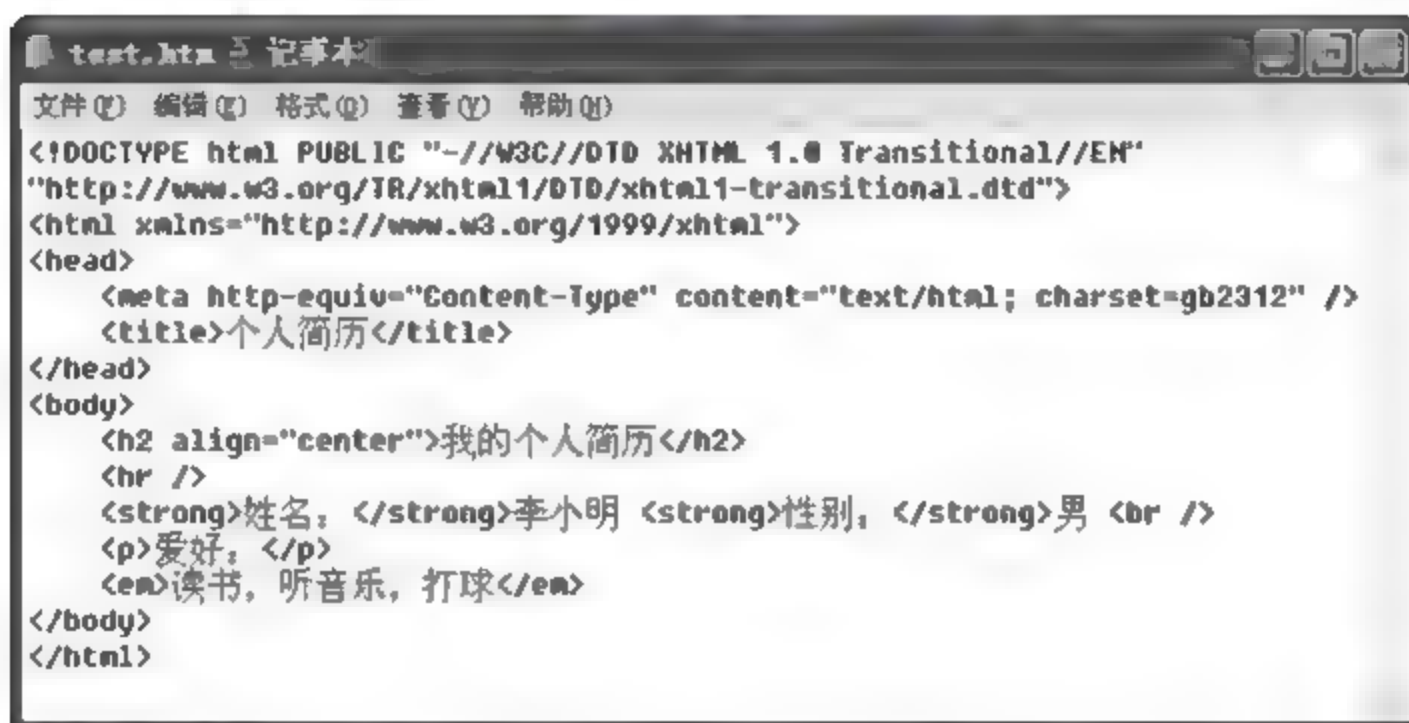 test.htm - 记事本
文件(F) 编辑(E) 格式(O) 查看(V) 帮助(H)
<!DOCTYPE html PUBLIC "-//W3C//DTD XHTML 1.0 Transitional//EN"
"http://www.w3.org/TR/xhtml1/DTD/xhtml1-transitional.dtd">
<html xmlns="http://www.w3.org/1999/xhtml">
<head>
    <meta http-equiv="Content-Type" content="text/html; charset=gb2312" />
    <title>个人简历</title>
</head>
<body>
    <h2 align="center">我的个人简历</h2>
    <hr />
    <strong>姓名：</strong>李小明 <strong>性别：</strong>男 <br />
    <p>爱好：</p>
    <em>读书，听音乐，打球</em>
</body>
</html>